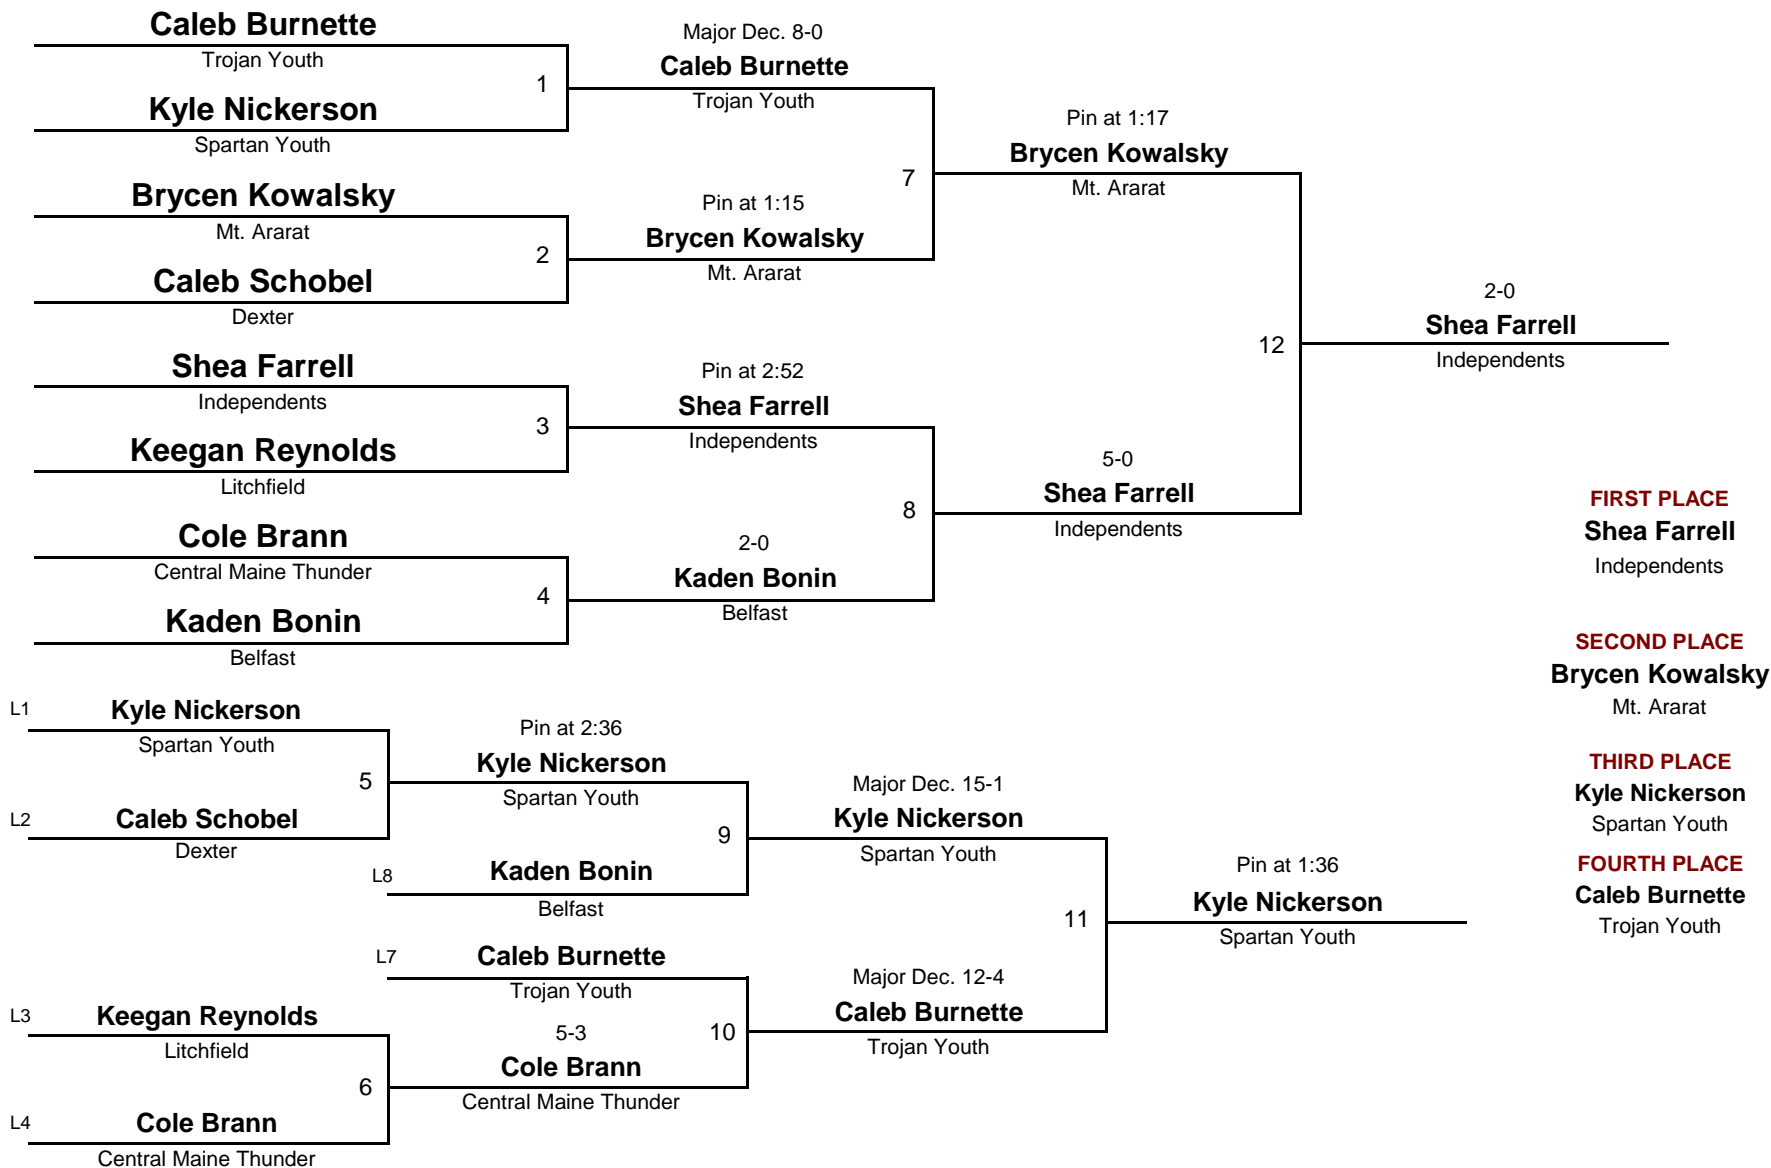 Caleb Burnette
Trojan Youth
1
Kyle Nickerson
Spartan Youth
Brycen Kowalsky
Mt. Ararat
2
Caleb Schobel
Dexter
Shea Farrell
Independents
3
Keegan Reynolds
Litchfield
Cole Brann
Central Maine Thunder
4
Kaden Bonin
Belfast
Major Dec. 8-0
Caleb Burnette
Trojan Youth
7
Pin at 1:15
Brycen Kowalsky
Mt. Ararat
Pin at 2:52
Shea Farrell
Independents
8
2-0
Kaden Bonin
Belfast
Pin at 1:17
Brycen Kowalsky
Mt. Ararat
12
5-0
Shea Farrell
Independents
2-0
Shea Farrell
Independents
L1
Kyle Nickerson
Spartan Youth
5
L2
Caleb Schobel
Dexter
L3
Keegan Reynolds
Litchfield
6
L4
Cole Brann
Central Maine Thunder
Pin at 2:36
Kyle Nickerson
Spartan Youth
9
L8
Kaden Bonin
Belfast
L7
Caleb Burnette
Trojan Youth
10
5-3
Cole Brann
Central Maine Thunder
Major Dec. 15-1
Kyle Nickerson
Spartan Youth
11
Major Dec. 12-4
Caleb Burnette
Trojan Youth
Pin at 1:36
Kyle Nickerson
Spartan Youth
FIRST PLACE
Shea Farrell
Independents
SECOND PLACE
Brycen Kowalsky
Mt. Ararat
THIRD PLACE
Kyle Nickerson
Spartan Youth
FOURTH PLACE
Caleb Burnette
Trojan Youth